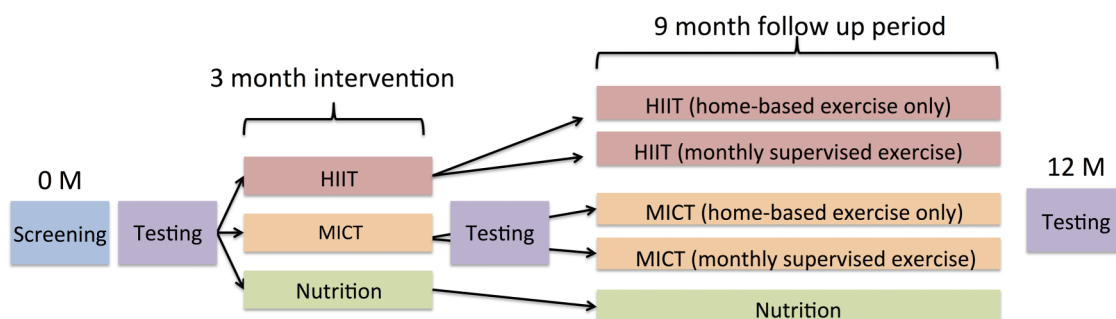 9 month follow up period
3 month intervention
HIIT (home-based exercise only)
HIIT (monthly supervised exercise)
0 M
HIIT
12 M
Screening
Testing
MICT
Testing
MICT (home-based exercise only)
MICT (monthly supervised exercise)
Testing
Nutrition
Nutrition